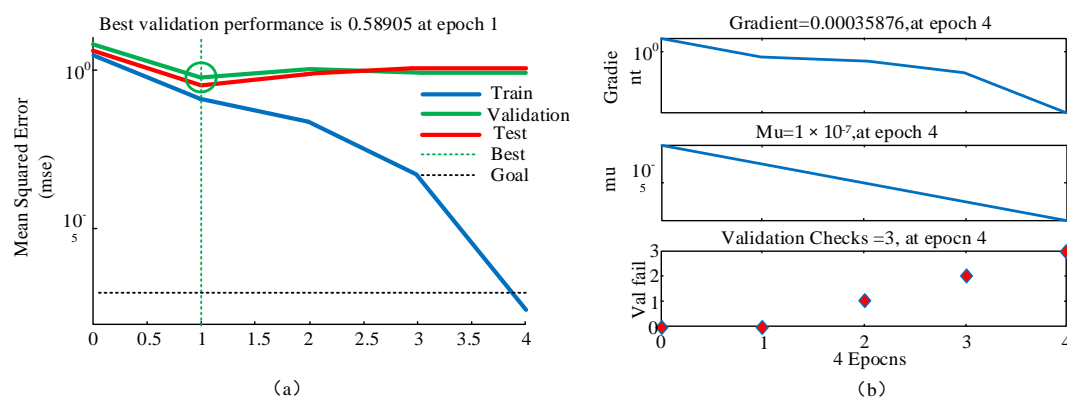 Best validation performance is 0.58905 at epoch 1
Mean Squared Error
(mse)
10⁰
10⁻
5
Train
Validation
Test
Best
Goal
0 0.5 1 1.5 2 2.5 3 3.5 4
(a)
Gradient=0.00035876,at epoch 4
Gradie
nt
10⁰
Mu=1 × 10⁻⁷,at epoch 4
mu
10⁻
5
Validation Checks =3, at epocn 4
Val fail
3
2
1
0
0 1 2 3 4
4 Epocns
(b)